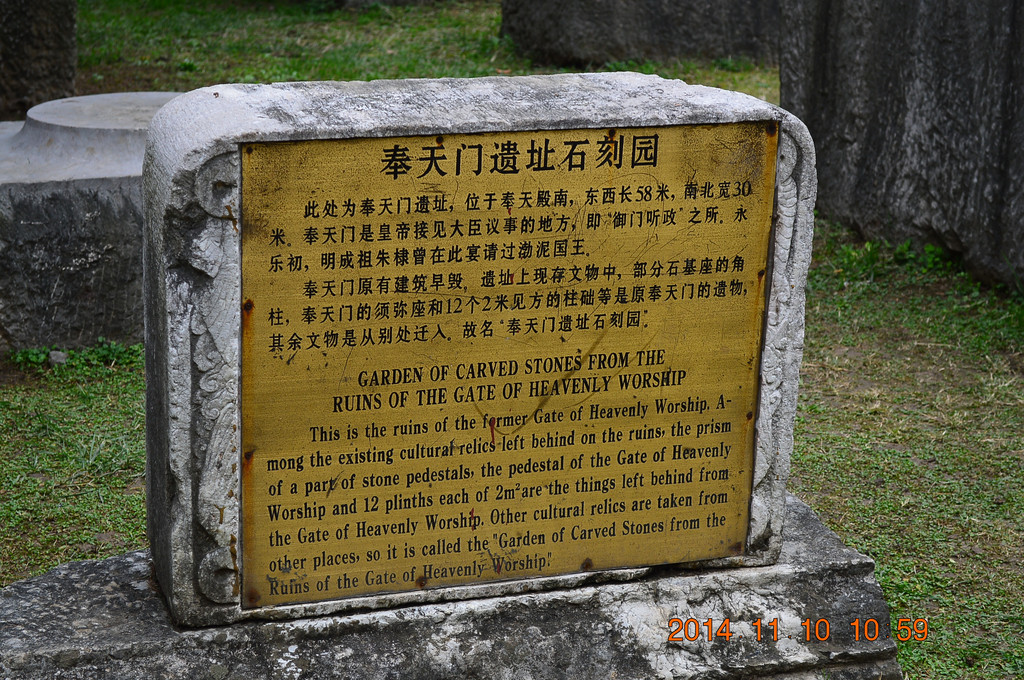 奉天门遗址石刻园
此处为奉天门遗址，位于奉天殿南，东西长58米，南北宽30
米。奉天门是皇帝接见大臣议事的地方，即“御门听政”之所。永
乐初，明成祖朱棣曾在此宴请过渤泥国王。
奉天门原有建筑早毁，遗址上现存文物中，部分石基座的角
柱，奉天门的须弥座和12个2米见方的柱础等是原奉天门的遗物，
其余文物是从别处迁入。故名“奉天门遗址石刻园”。
GARDEN OF CARVED STONES FROM THE
RUINS OF THE GATE OF HEAVENLY WORSHIP
This is the ruins of the former Gate of Heavenly Worship. A-
mong the existing cultural relics left behind on the ruins, the prism
of a part of stone pedestals, the pedestal of the Gate of Heavenly
Worship and 12 plinths each of 2m² are the things left behind from
the Gate of Heavenly Worship. Other cultural relics are taken from
other places, so it is called the "Garden of Carved Stones from the
Ruins of the Gate of Heavenly Worship."
2014 11 10 10 59